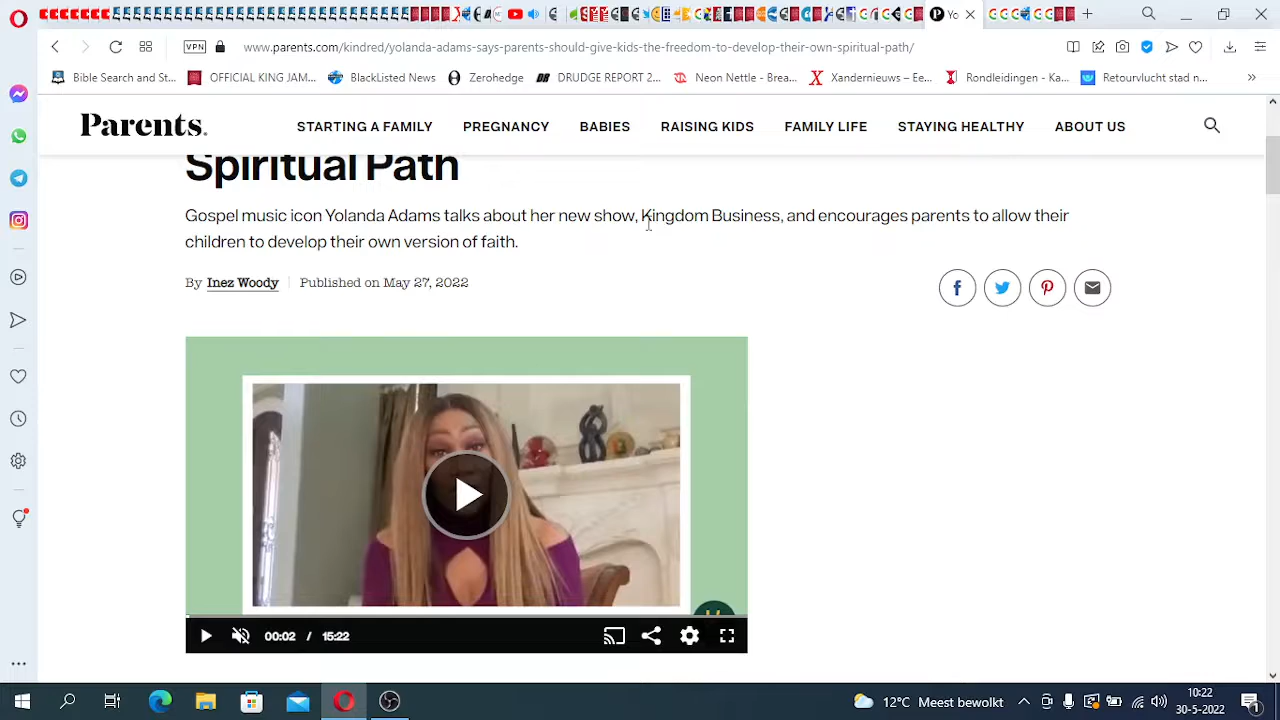 Yo
VPN
www.parents.com/kindred/yolanda-adams-says-parents-should-give-kids-the-freedom-to-develop-their-own-spiritual-path/
Bible Search and St... OFFICIAL KING JAM... BlackListed News Zerohedge DRUDGE REPORT 2... Neon Nettle - Brea... Xandernieuws – Ee... Rondleidingen - Ka... Retourvlucht stad n... »
Parents. STARTING A FAMILY PREGNANCY BABIES RAISING KIDS FAMILY LIFE STAYING HEALTHY ABOUT US
Spiritual Path
Gospel music icon Yolanda Adams talks about her new show, Kingdom Business, and encourages parents to allow their
children to develop their own version of faith.
By Inez Woody Published on May 27, 2022
00:02 / 15:22
12°C Meest bewolkt
10:22
30-5-2022
1